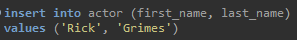 insert into actor (first_name, last_name)
values ('Rick', 'Grimes')